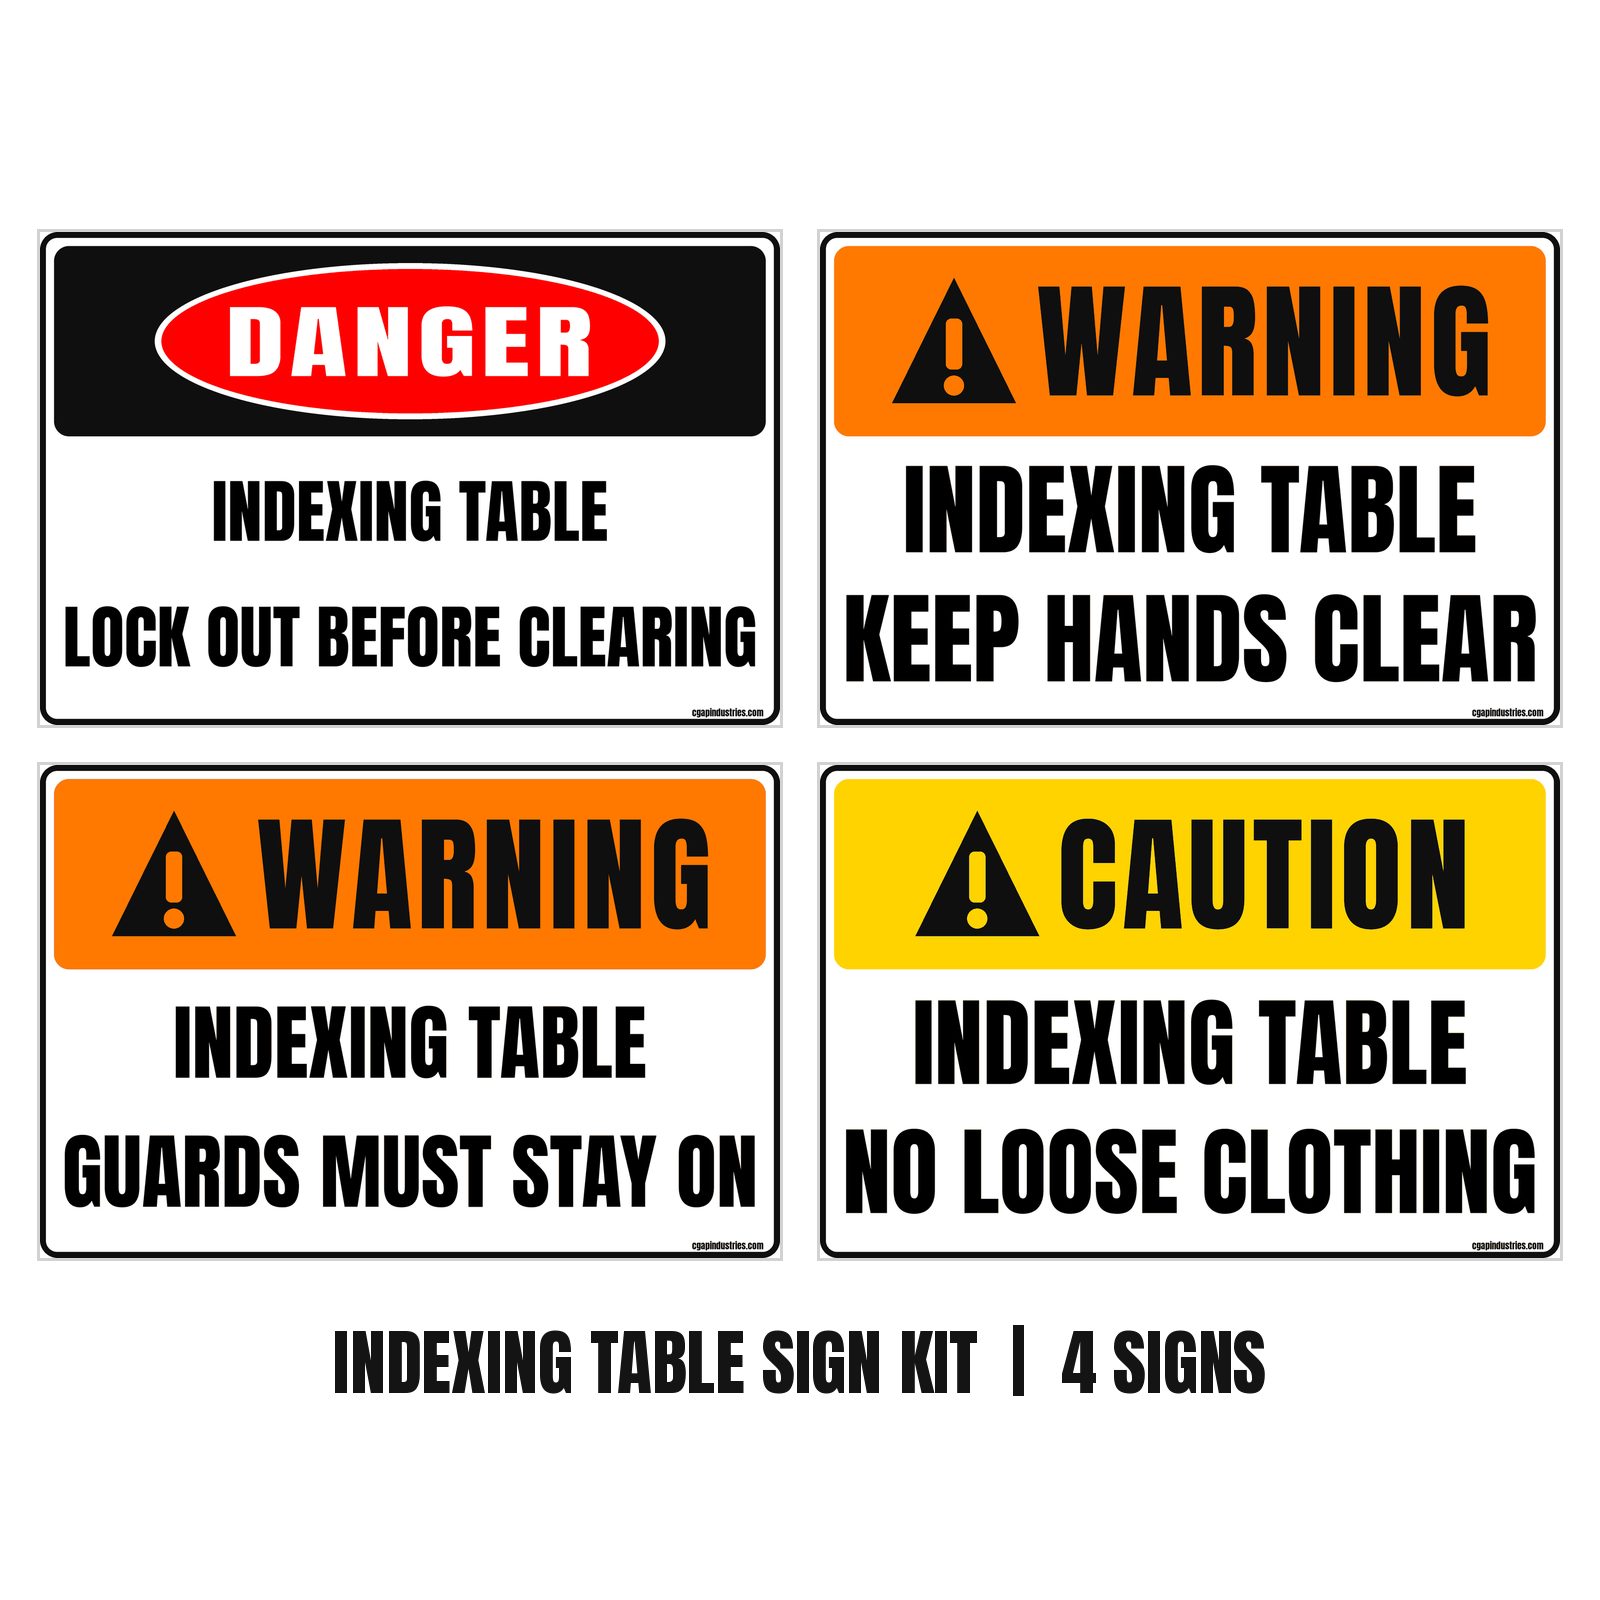 DANGER
INDEXING TABLE
LOCK OUT BEFORE CLEARING
cgapindustries.com
WARNING
INDEXING TABLE
KEEP HANDS CLEAR
cgapindustries.com
WARNING
INDEXING TABLE
GUARDS MUST STAY ON
cgapindustries.com
CAUTION
INDEXING TABLE
NO LOOSE CLOTHING
cgapindustries.com
INDEXING TABLE SIGN KIT | 4 SIGNS